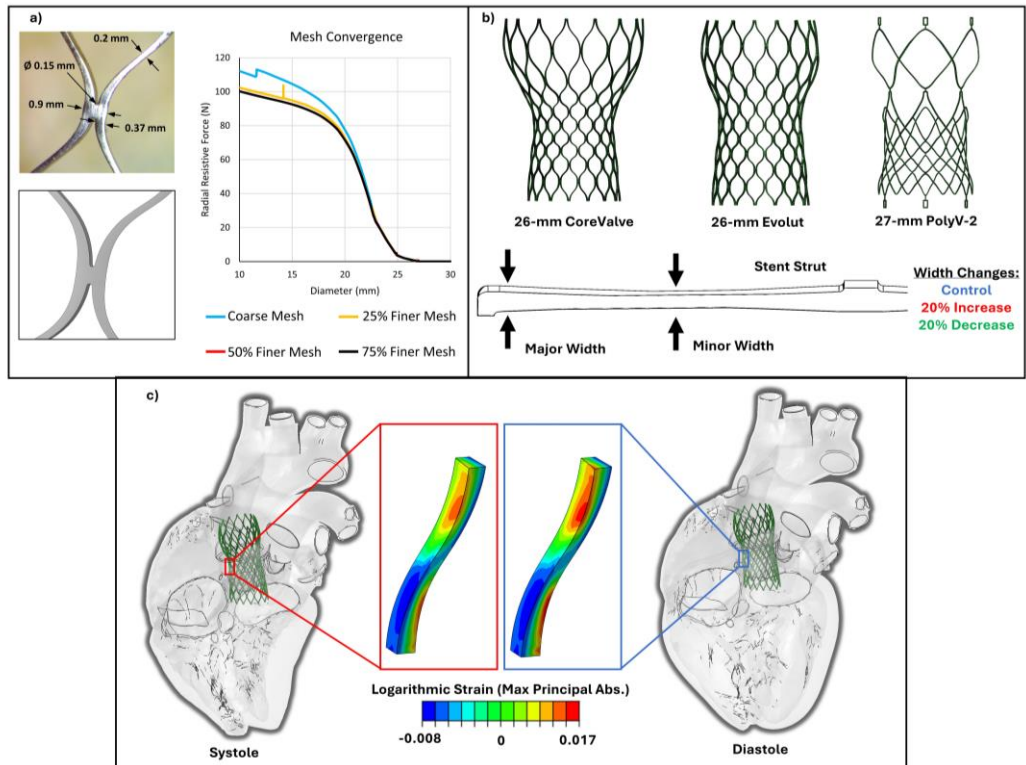 a)
0.2 mm
Ø 0.15 mm
0.9 mm
0.37 mm
Mesh Convergence
Radial Resistive Force (N)
120
100
80
60
40
20
0
10 15 20 25 30
Diameter (mm)
Coarse Mesh 25% Finer Mesh
50% Finer Mesh 75% Finer Mesh
b)
26-mm CoreValve 26-mm Evolut 27-mm PolyV-2
Stent Strut
Major Width
Minor Width
Width Changes:
Control
20% Increase
20% Decrease
c)
Logarithmic Strain (Max Principal Abs.)
-0.008 0 0.017
Systole
Diastole